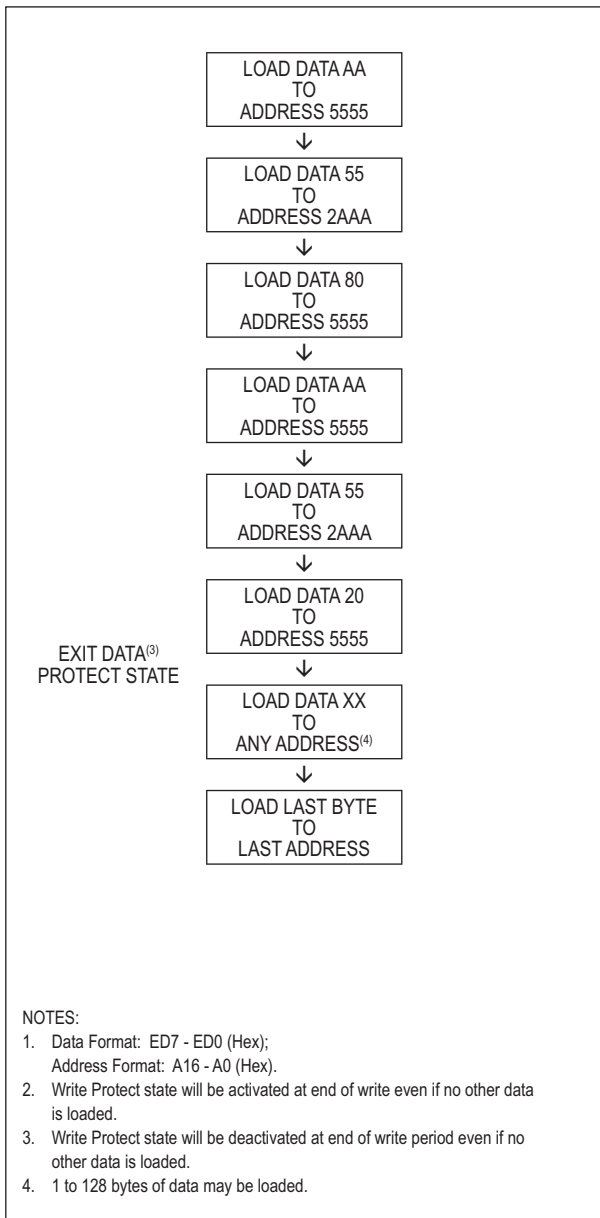 LOAD DATA AA
TO
ADDRESS 5555
LOAD DATA 55
TO
ADDRESS 2AAA
LOAD DATA 80
TO
ADDRESS 5555
LOAD DATA AA
TO
ADDRESS 5555
LOAD DATA 55
TO
ADDRESS 2AAA
LOAD DATA 20
TO
ADDRESS 5555
EXIT DATA(3)
PROTECT STATE
LOAD DATA XX
TO
ANY ADDRESS(4)
LOAD LAST BYTE
TO
LAST ADDRESS
NOTES:
1. Data Format: ED7 - ED0 (Hex);
Address Format: A16 - A0 (Hex).
2. Write Protect state will be activated at end of write even if no other data
is loaded.
3. Write Protect state will be deactivated at end of write period even if no
other data is loaded.
4. 1 to 128 bytes of data may be loaded.